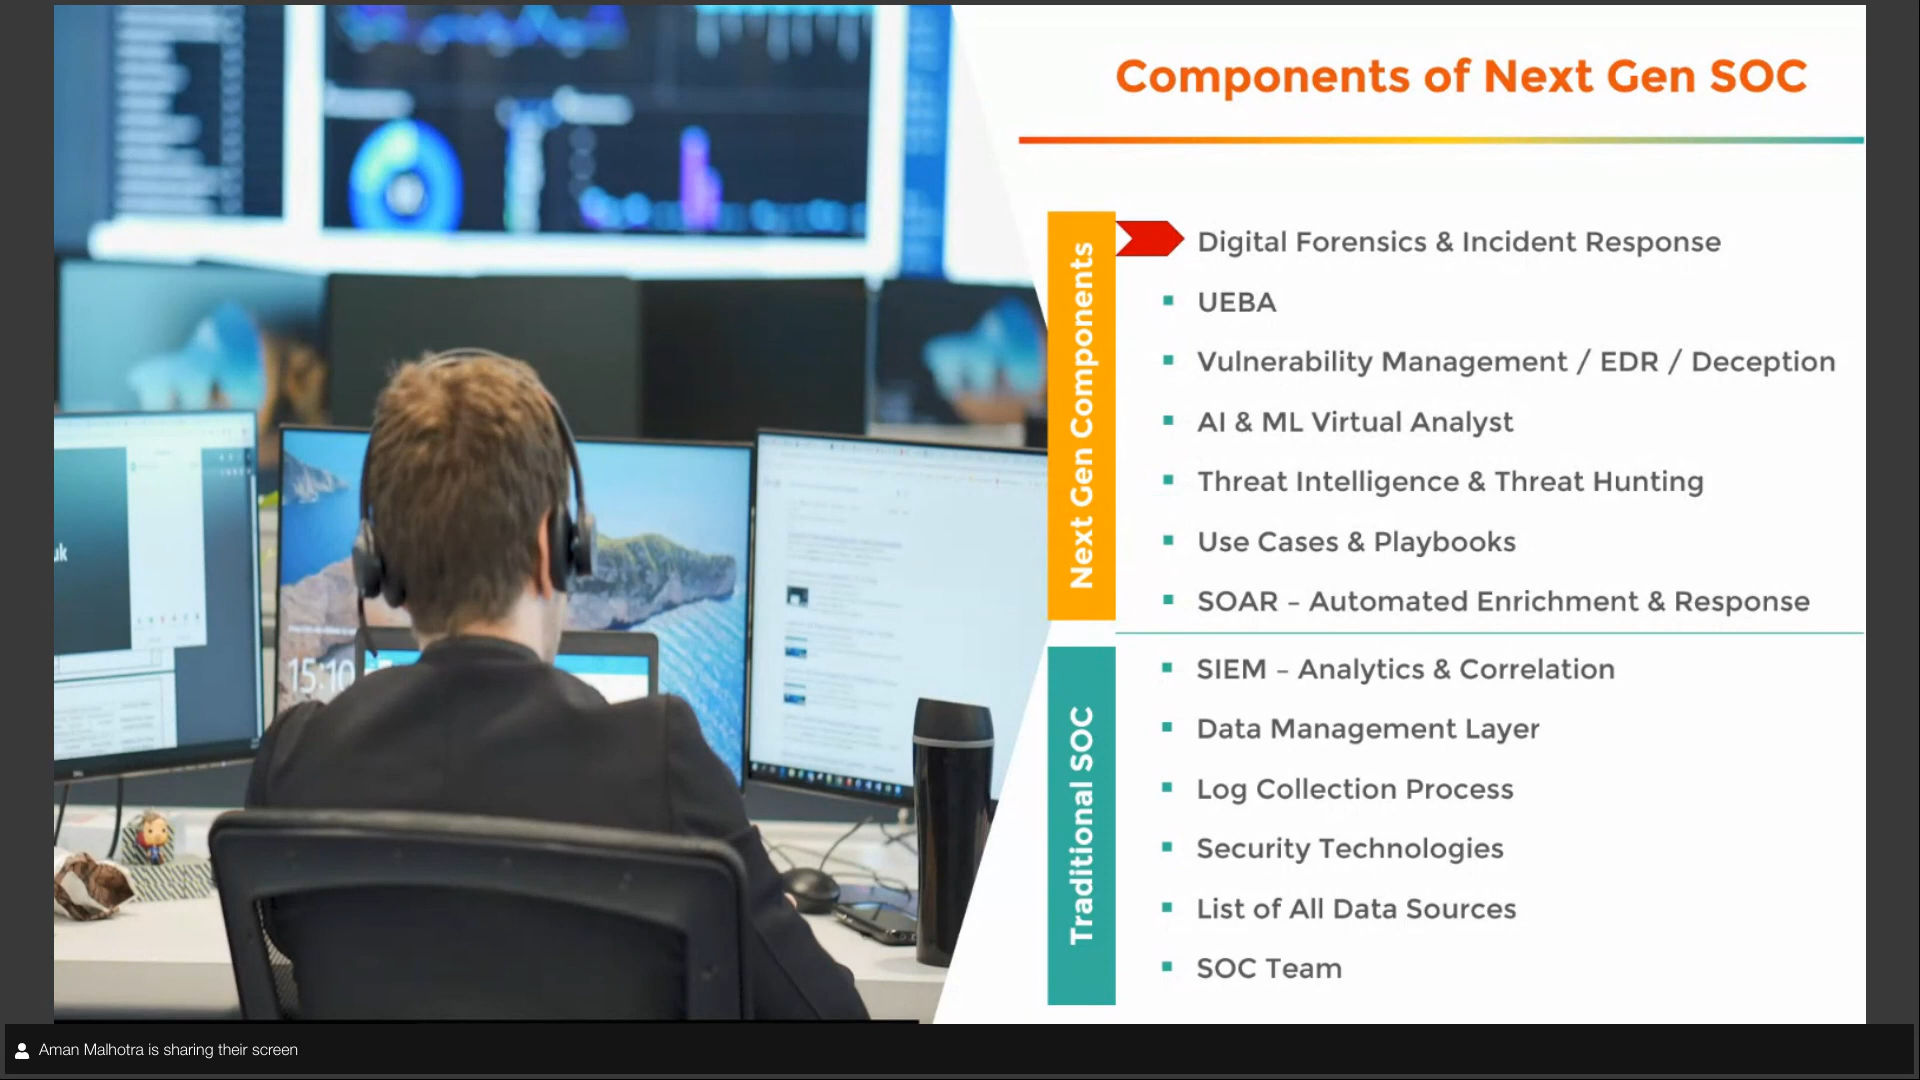 Components of Next Gen SOC
Next Gen Components
Digital Forensics & Incident Response
UEBA
Vulnerability Management / EDR / Deception
AI & ML Virtual Analyst
Threat Intelligence & Threat Hunting
Use Cases & Playbooks
SOAR – Automated Enrichment & Response
Traditional SOC
SIEM – Analytics & Correlation
Data Management Layer
Log Collection Process
Security Technologies
List of All Data Sources
SOC Team
15:10
uk
Aman Malhotra is sharing their screen